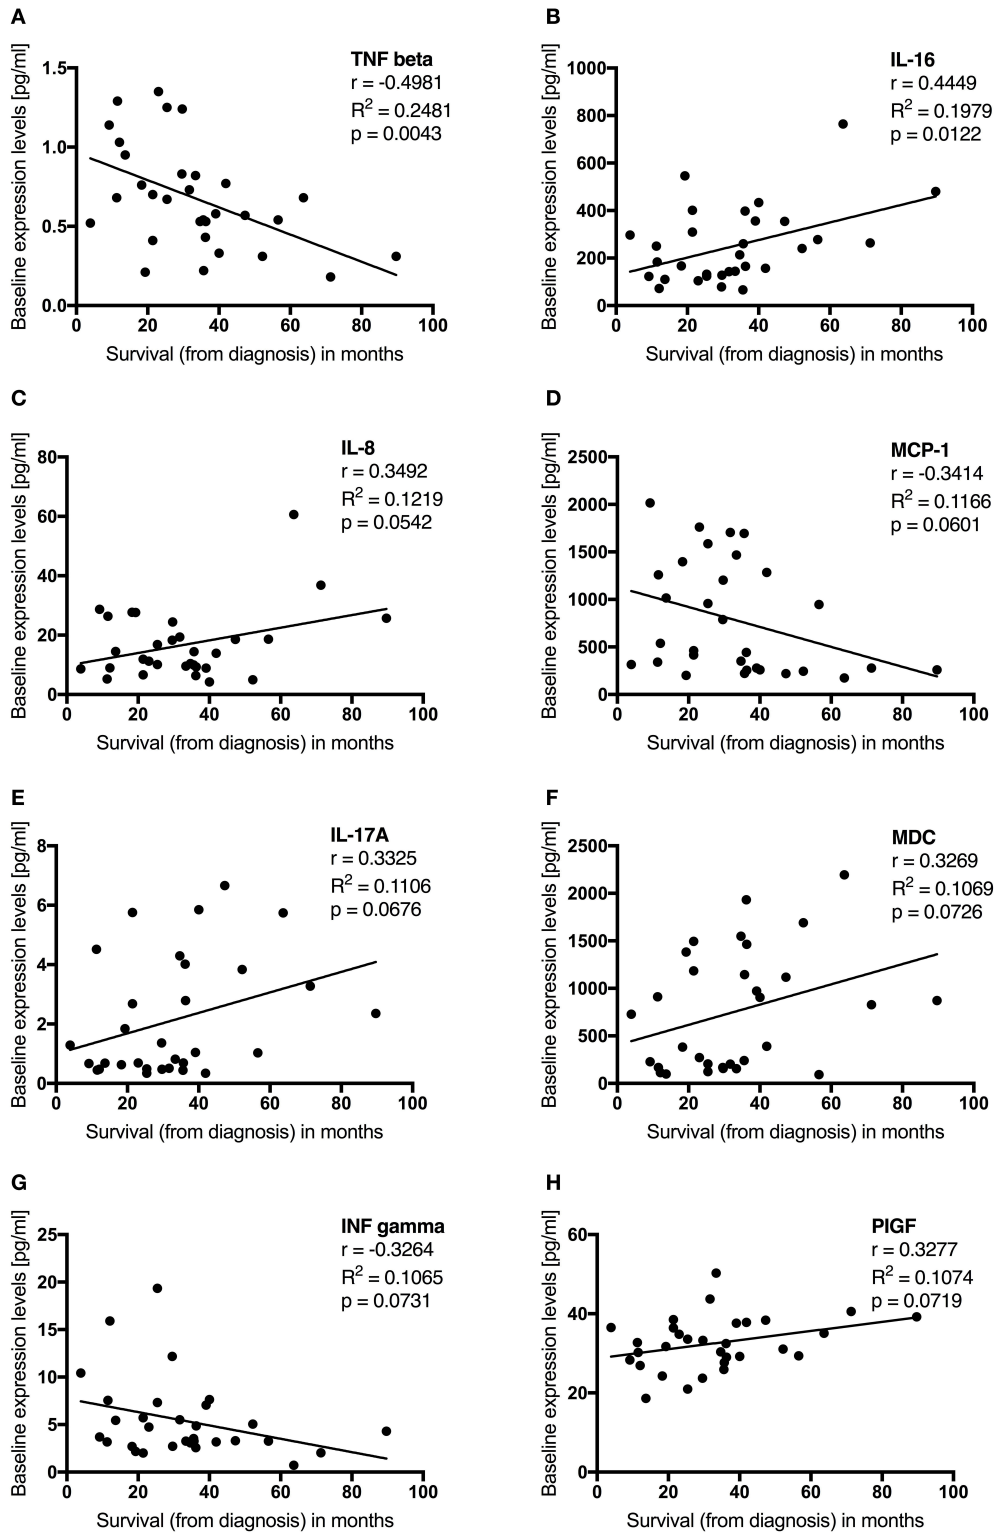 A
TNF beta
r = -0.4981
R2 = 0.2481
p = 0.0043
Baseline expression levels [pg/ml]
1.5
1.0
0.5
0.0
0 20 40 60 80 100
Survival (from diagnosis) in months
B
IL-16
r = 0.4449
R2 = 0.1979
p = 0.0122
Baseline expression levels [pg/ml]
1000
800
600
400
200
0
0 20 40 60 80 100
Survival (from diagnosis) in months
C
IL-8
r = 0.3492
R2 = 0.1219
p = 0.0542
Baseline expression levels [pg/ml]
80
60
40
20
0
0 20 40 60 80 100
Survival (from diagnosis) in months
D
MCP-1
r = -0.3414
R2 = 0.1166
p = 0.0601
Baseline expression levels [pg/ml]
2500
2000
1500
1000
500
0
0 20 40 60 80 100
Survival (from diagnosis) in months
E
IL-17A
r = 0.3325
R2 = 0.1106
p = 0.0676
Baseline expression levels [pg/ml]
8
6
4
2
0
0 20 40 60 80 100
Survival (from diagnosis) in months
F
MDC
r = 0.3269
R2 = 0.1069
p = 0.0726
Baseline expression levels [pg/ml]
2500
2000
1500
1000
500
0
0 20 40 60 80 100
Survival (from diagnosis) in months
G
INF gamma
r = -0.3264
R2 = 0.1065
p = 0.0731
Baseline expression levels [pg/ml]
25
20
15
10
5
0
0 20 40 60 80 100
Survival (from diagnosis) in months
H
PIGF
r = 0.3277
R2 = 0.1074
p = 0.0719
Baseline expression levels [pg/ml]
60
40
20
0
0 20 40 60 80 100
Survival (from diagnosis) in months